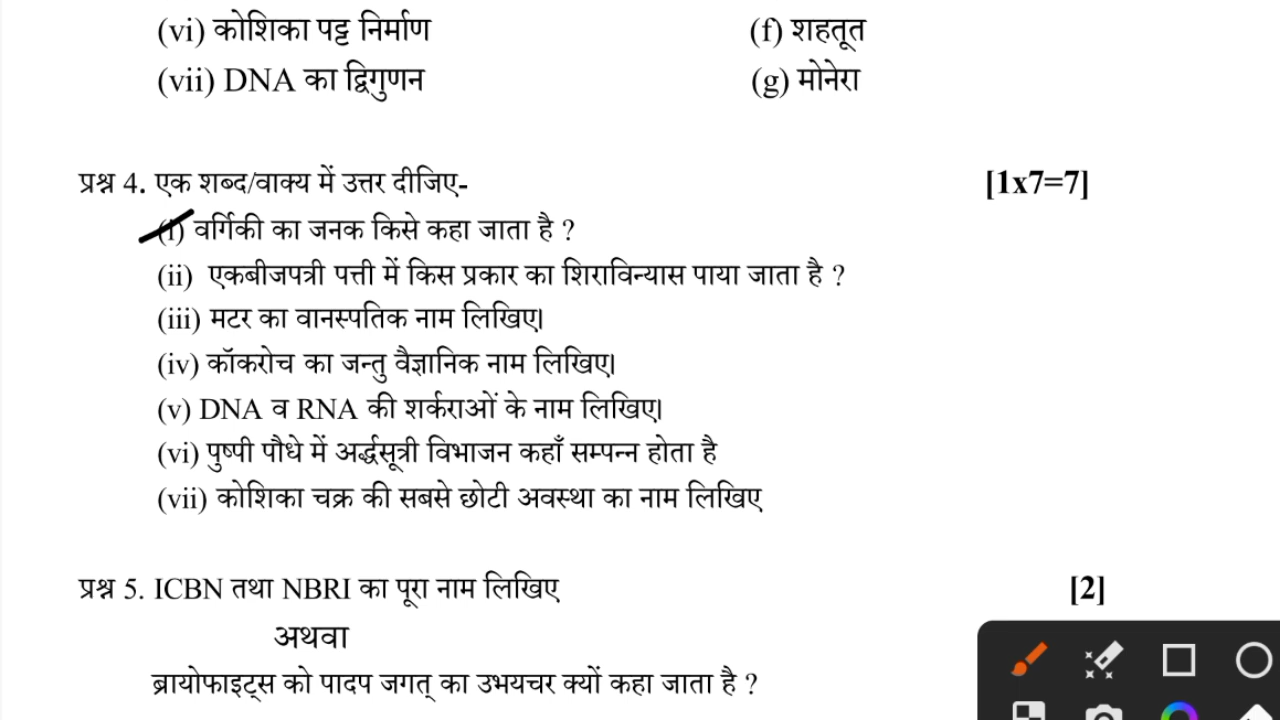 (vi) कोशिका पट्ट निर्माण (f) शहतूत
(vii) DNA का द्विगुणन (g) मोनेरा
प्रश्न 4. एक शब्द/वाक्य में उत्तर दीजिए- [1x7=7]
(i) वर्गिकी का जनक किसे कहा जाता है ?
(ii) एकबीजपत्री पत्ती में किस प्रकार का शिराविन्यास पाया जाता है ?
(iii) मटर का वानस्पतिक नाम लिखिए।
(iv) कॉकरोच का जन्तु वैज्ञानिक नाम लिखिए।
(v) DNA व RNA की शर्कराओं के नाम लिखिए।
(vi) पुष्पी पौधे में अर्द्धसूत्री विभाजन कहाँ सम्पन्न होता है
(vii) कोशिका चक्र की सबसे छोटी अवस्था का नाम लिखिए
प्रश्न 5. ICBN तथा NBRI का पूरा नाम लिखिए [2]
अथवा
ब्रायोफाइट्स को पादप जगत् का उभयचर क्यों कहा जाता है ?